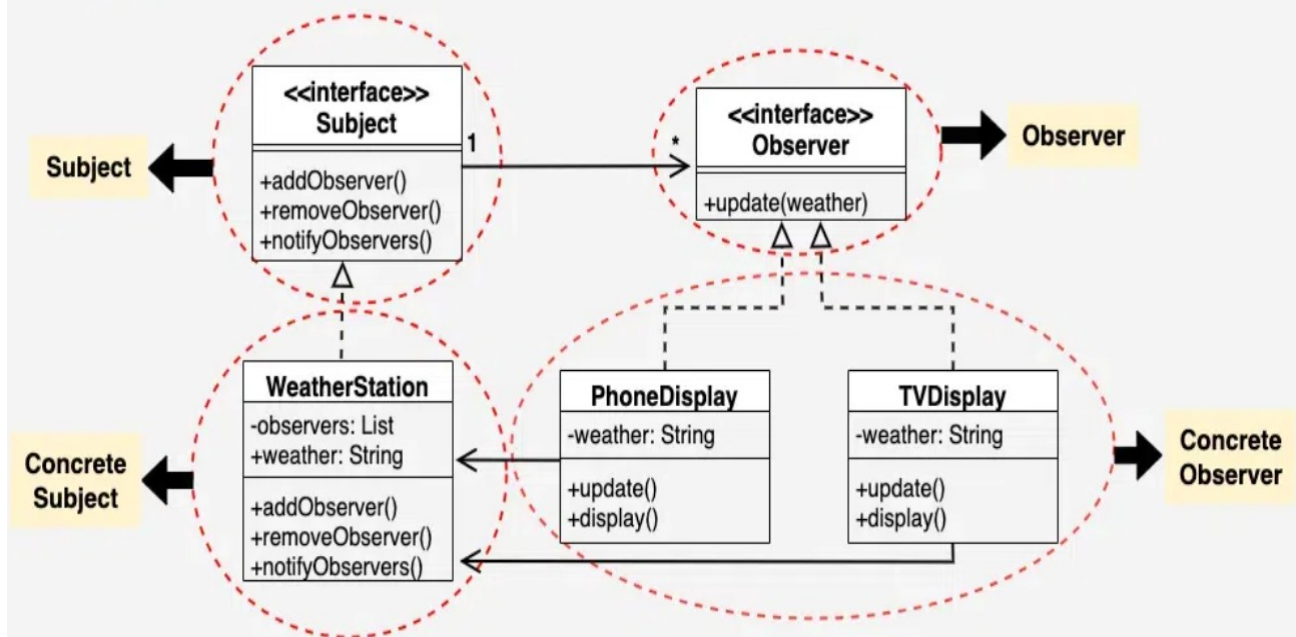 <<interface>>
Subject
+addObserver()
+removeObserver()
+notifyObservers()
1
*
<<interface>>
Observer
+update(weather)
Subject
Observer
WeatherStation
-observers: List
+weather: String
+addObserver()
+removeObserver()
+notifyObservers()
PhoneDisplay
-weather: String
+update()
+display()
TVDisplay
-weather: String
+update()
+display()
Concrete
Subject
Concrete
Observer